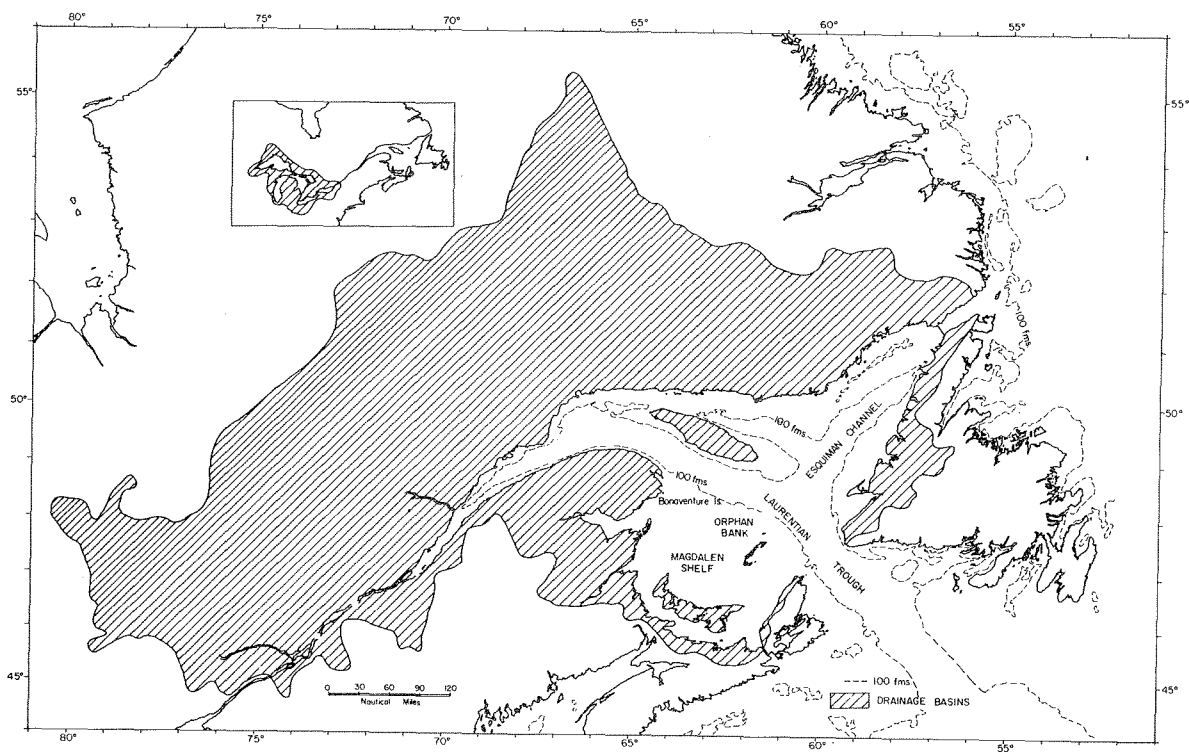 80° 75° 70° 65° 60° 55°
55° 55°
50° 50°
100 fms
100 fms
ESQUIMAN CHANNEL
100 fms
Bonaventure Is
LAURENTIAN
TROUGH
ORPHAN
BANK
MAGDALEN
SHELF
45° 45°
0 30 60 90 120
Nautical Miles
100 fms
DRAINAGE BASINS
80° 75° 70° 65° 60° 55°